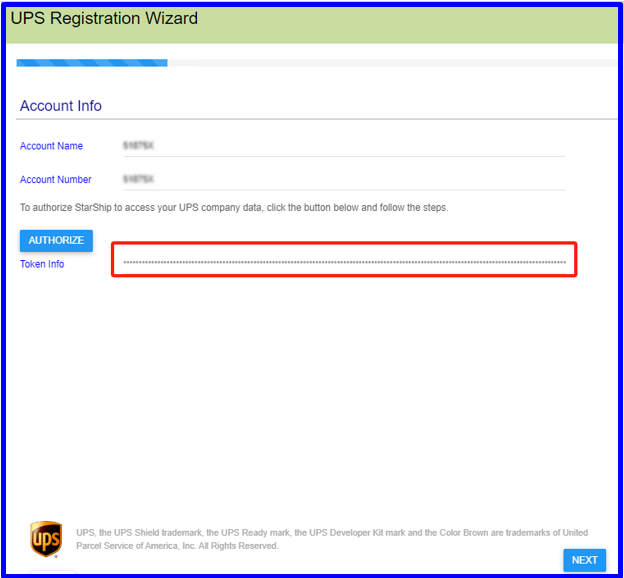 UPS Registration Wizard
Account Info
Account Name
Account Number
To authorize StarShip to access your UPS company data, click the button below and follow the steps.
AUTHORIZE
Token Info
ups
UPS, the UPS Shield trademark, the UPS Ready mark, the UPS Developer Kit mark and the Color Brown are trademarks of United
Parcel Service of America, Inc. All Rights Reserved.
NEXT